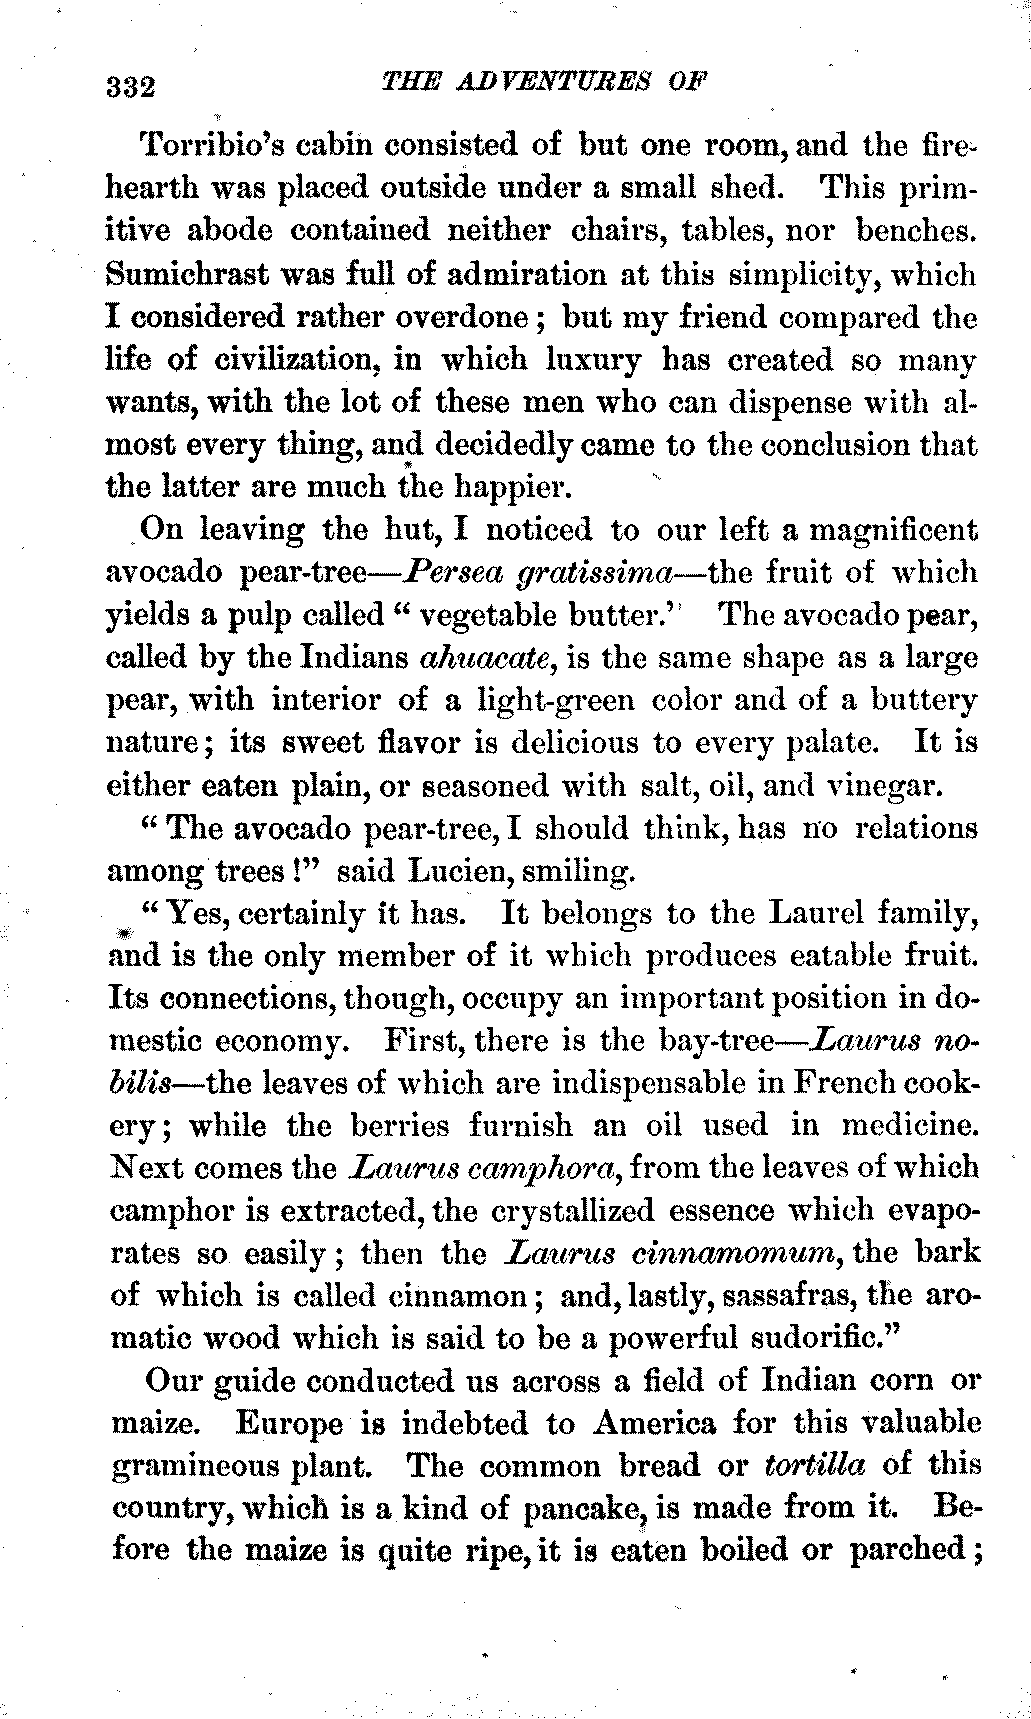 332 THE ADVENTURES OF
Torribio's cabin consisted of but one room, and the fire-
hearth was placed outside under a small shed. This prim-
itive abode contained neither chairs, tables, nor benches.
Sumichrast was full of admiration at this simplicity, which
I considered rather overdone; but my friend compared the
life of civilization, in which luxury has created so many
wants, with the lot of these men who can dispense with al-
most every thing, and decidedly came to the conclusion that
the latter are much the happier.
On leaving the hut, I noticed to our left a magnificent
avocado pear-tree—Persea gratissima—the fruit of which
yields a pulp called "vegetable butter." The avocado pear,
called by the Indians ahuacate, is the same shape as a large
pear, with interior of a light-green color and of a buttery
nature; its sweet flavor is delicious to every palate. It is
either eaten plain, or seasoned with salt, oil, and vinegar.
"The avocado pear-tree, I should think, has no relations
among trees!" said Lucien, smiling.
"Yes, certainly it has. It belongs to the Laurel family,
and is the only member of it which produces eatable fruit.
Its connections, though, occupy an important position in do-
mestic economy. First, there is the bay-tree—Laurus no-
bilis—the leaves of which are indispensable in French cook-
ery; while the berries furnish an oil used in medicine.
Next comes the Laurus camphora, from the leaves of which
camphor is extracted, the crystallized essence which evapo-
rates so easily; then the Laurus cinnamomum, the bark
of which is called cinnamon; and, lastly, sassafras, the aro-
matic wood which is said to be a powerful sudorific."
Our guide conducted us across a field of Indian corn or
maize. Europe is indebted to America for this valuable
gramineous plant. The common bread or tortilla of this
country, which is a kind of pancake, is made from it. Be-
fore the maize is quite ripe, it is eaten boiled or parched;